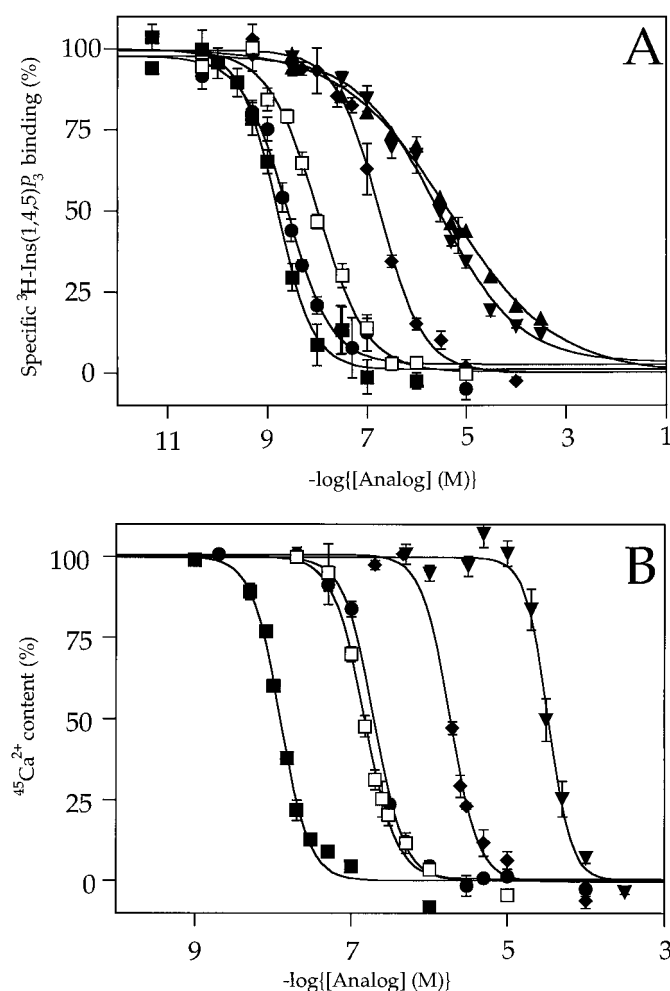 A
100
75
50
25
0
Specific ³H-Ins(1,4,5)P₃ binding (%)
11 9 7 5 3 1
-log{[Analog] (M)}
B
100
75
50
25
0
⁴⁵Ca²⁺ content (%)
9 7 5 3
-log{[Analog] (M)}